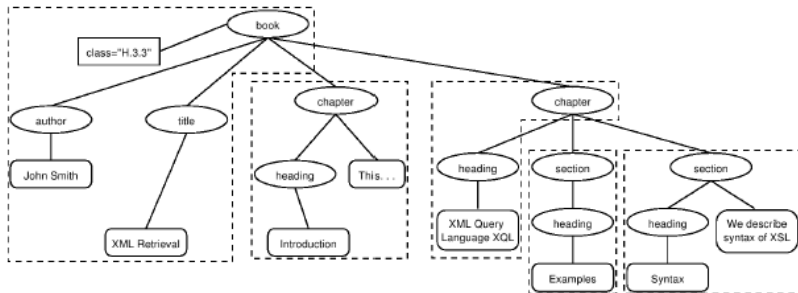 book
class="H.3.3"
author
title
chapter
chapter
John Smith
heading
This. . .
heading
section
section
XML Retrieval
Introduction
XML Query
Language XQL
heading
heading
We describe
syntax of XSL
Examples
Syntax